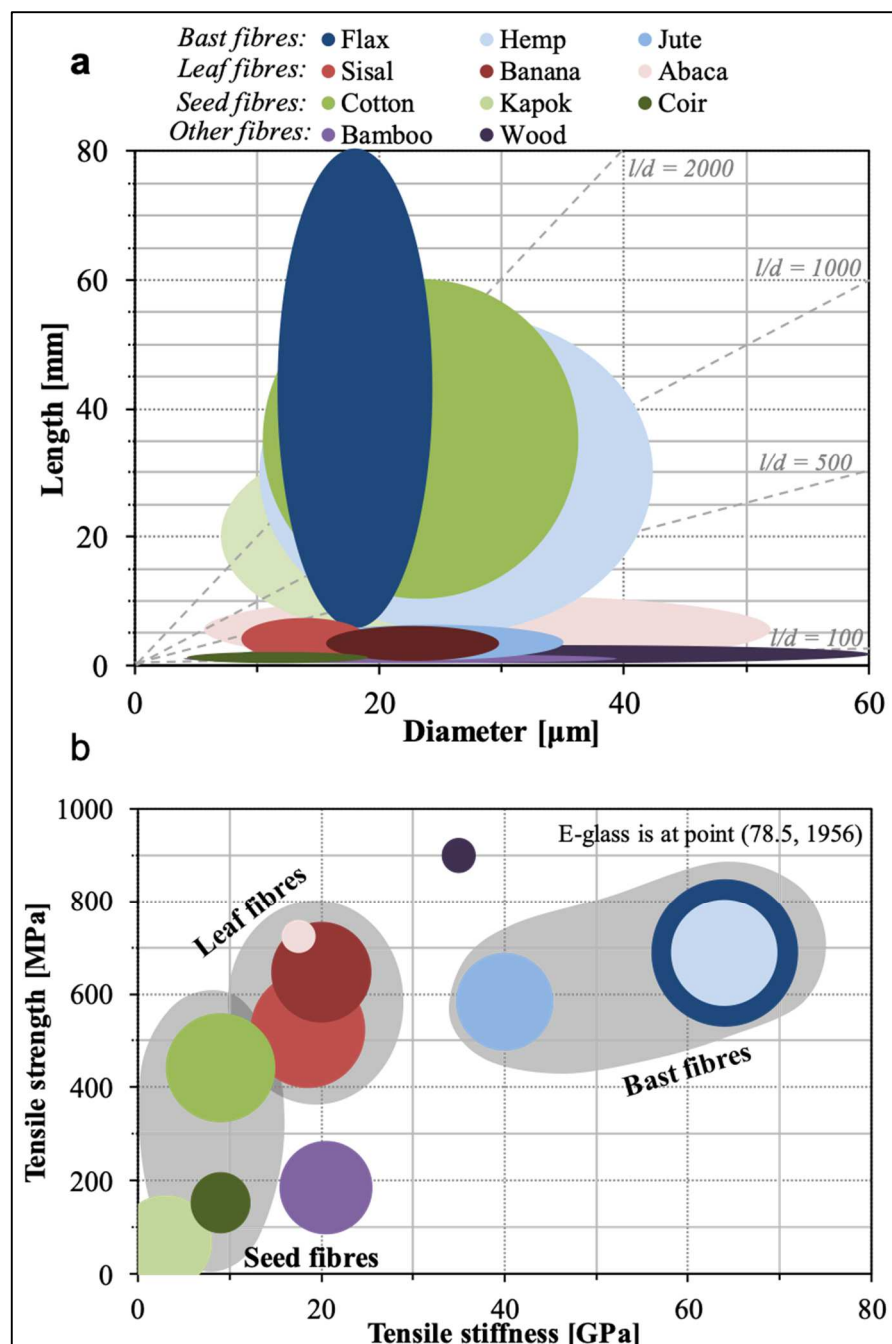 a
Bast fibres: Flax Hemp Jute
Leaf fibres: Sisal Banana Abaca
Seed fibres: Cotton Kapok Coir
Other fibres: Bamboo Wood
80
l/d = 2000
60
l/d = 1000
Length [mm]
40
l/d = 500
20
l/d = 100
0
0 20 40 60
Diameter [µm]
b
1000
E-glass is at point (78.5, 1956)
800
Leaf fibres
Tensile strength [MPa]
600
Bast fibres
400
200
Seed fibres
0
0 20 40 60 80
Tensile stiffness [GPa]